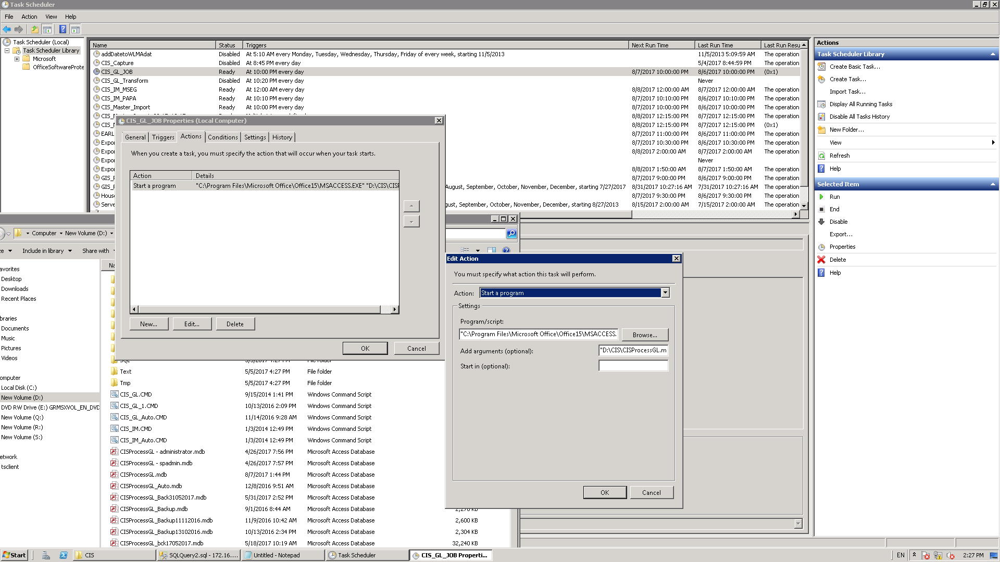 Task Scheduler
File Action View Help
Task Scheduler (Local)
Task Scheduler Library
Microsoft
OfficeSoftwareProte
Name Status Triggers Next Run Time Last Run Time Last Run Resu
addDatetoWLMAdat Disabled At 5:10 AM every Monday, Tuesday, Wednesday, Thursday, Friday of every week, starting 11/5/2013 11/5/2013 5:09:59 AM The operation
CIS_Capture Disabled At 8:45 PM every day 5/4/2017 8:44:59 PM The operation
CIS_GL_JOB Ready At 10:00 PM every day 8/7/2017 10:00:00 PM 8/6/2017 10:00:00 PM (0x1)
CIS_GL_Transform Disabled At 10:20 PM every day Never
CIS_IM_MSEG Ready At 12:00 AM every day 8/8/2017 12:00:00 AM 8/7/2017 12:00:00 AM The operation
CIS_IM_PAPA Ready At 10:10 PM every day 8/7/2017 10:10:00 PM 8/6/2017 10:10:00 PM The operation
CIS_Master_Import Ready At 10:00 PM every day 8/7/2017 10:00:00 PM 8/6/2017 10:00:00 PM The operation
8/7/2017 12:15:00 PM 8/7/2017 12:15:00 PM The operation
8/8/2017 12:15:00 PM 8/7/2017 12:15:00 PM (0x1)
EARL 8/7/2017 11:00:00 PM 8/6/2017 11:00:00 PM The operation
Expor 8/7/2017 10:30:00 PM 8/6/2017 10:30:00 PM The operation
Expor 8/8/2017 2:00:00 AM 8/7/2017 2:00:00 AM The operation
Expor Never
Expor 8/8/2017 1:50:00 AM 8/7/2017 1:50:00 AM The operation
GIS_F 8/7/2017 9:00:00 PM 8/6/2017 9:00:00 PM The operation
GIS_F August, September, October, November, December, starting 7/27/2017 8/31/2017 10:27:16 AM 7/31/2017 10:27:16 AM The operation
House 8/7/2017 9:30:00 PM 8/6/2017 9:30:00 PM The operation
Serve gust, September, October, November, December, starting 8/27/2013 8/15/2017 2:00:00 AM 7/15/2017 2:00:00 AM The operation
Actions
Task Scheduler Library
Create Basic Task...
Create Task...
Import Task...
Display All Running Tasks
Disable All Tasks History
New Folder...
View
Refresh
Help
Selected Item
Run
End
Disable
Export...
Properties
Delete
Help
CIS_GL_JOB Properties (Local Computer)
General Triggers Actions Conditions Settings History
When you create a task, you must specify the action that will occur when your task starts.
Action Details
Start a program "C:\Program Files\Microsoft Office\Office15\MSACCESS.EXE" "D:\CIS\CISF
New... Edit... Delete
OK Cancel
Edit Action
You must specify what action this task will perform.
Action: Start a program
Settings
Program/script:
"C:\Program Files\Microsoft Office\Office15\MSACCESS. Browse...
Add arguments (optional): "D:\CIS\CISProcessGL.m
Start in (optional):
OK Cancel
Computer New Volume (D:)
ze Include in library Share with
Na
avorites
Desktop
Downloads
Recent Places
braries
Documents
Music
Pictures
Videos
omputer
Local Disk (C:)
New Volume (D:)
DVD RW Drive (E:) GRMSXVOL_EN_DVD
New Volume (Q:)
New Volume (R:)
New Volume (S:)
etwork
tsclient
SQL 5/5/2017 4:27 PM File folder
Text 5/5/2017 4:27 PM File folder
Tmp 5/5/2017 4:27 PM File folder
CIS_GL.CMD 9/15/2014 1:41 PM Windows Command Script
CIS_GL_1.CMD 10/13/2016 2:09 PM Windows Command Script
CIS_GL_Auto.CMD 11/14/2016 9:28 AM Windows Command Script
CIS_IM.CMD 1/3/2014 12:49 PM Windows Command Script
CIS_IM_Auto.CMD 1/3/2014 12:49 PM Windows Command Script
CISProcessGL - administrator.mdb 4/26/2017 7:56 PM Microsoft Access Database
CISProcessGL - spadmin.mdb 4/26/2017 7:57 PM Microsoft Access Database
CISProcessGL.mdb 8/7/2017 1:44 PM Microsoft Access Database
CISProcessGL_Auto.mdb 12/8/2016 9:51 AM Microsoft Access Database
CISProcessGL_Back31052017.mdb 5/31/2017 2:52 PM Microsoft Access Database
CISProcessGL_Backup.mdb 9/1/2016 8:44 AM Microsoft Access Database 2,276 KB
CISProcessGL_Backup11112016.mdb 11/9/2016 10:42 AM Microsoft Access Database 2,600 KB
CISProcessGL_Backup13102016.mdb 10/13/2016 2:34 PM Microsoft Access Database 2,304 KB
CISProcessGL_bck17052017.mdb 5/18/2017 10:19 AM Microsoft Access Database 32,240 KB
Start CIS SQLQuery2.sql - 172.16.... Untitled - Notepad Task Scheduler CIS_GL_JOB Properti... EN 2:27 PM